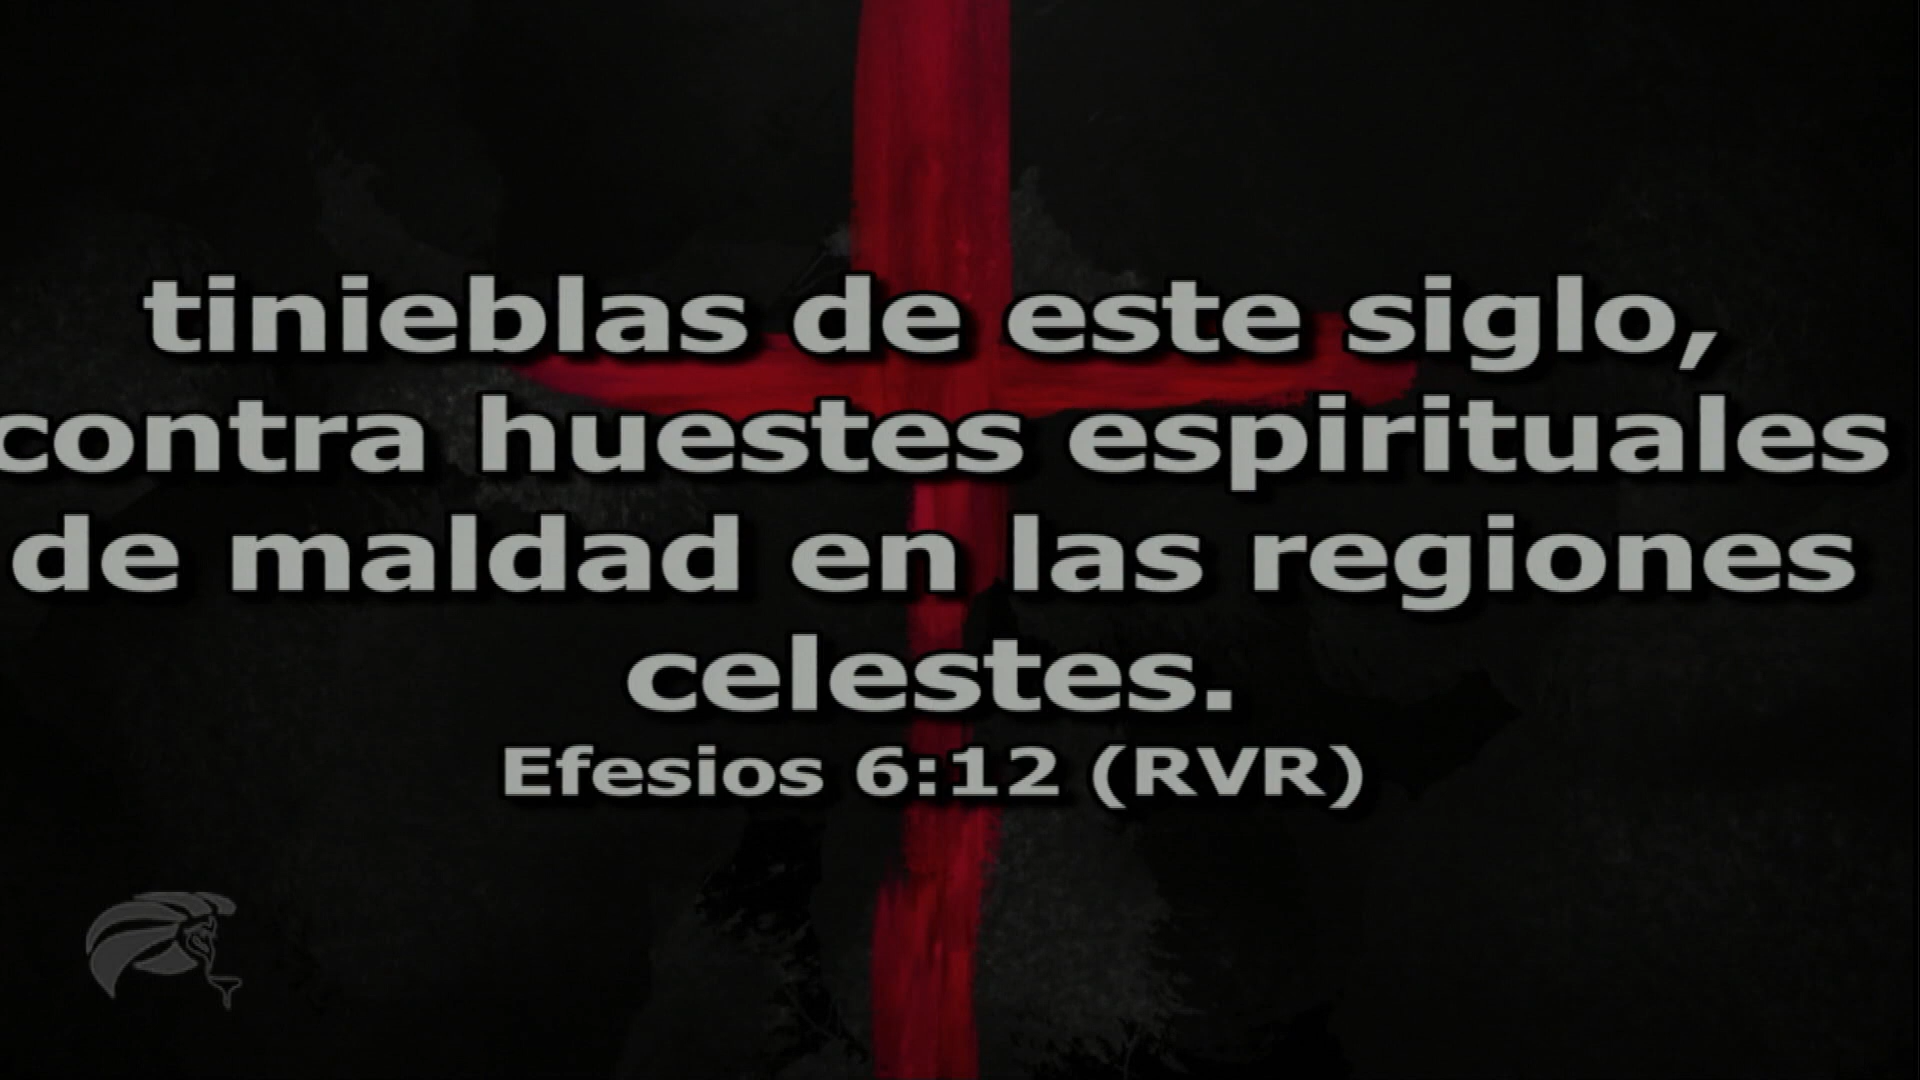 tinieblas de este siglo,
contra huestes espirituales
de maldad en las regiones
celestes.
Efesios 6:12 (RVR)